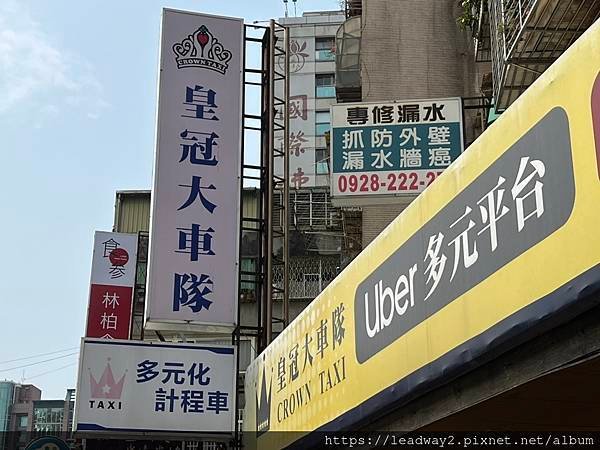 CROWN TAXI
皇冠大車隊
國際
專修漏水
抓防外壁
漏水牆癌
0928-222-2
食
林柏
TAXI
多元化
計程車
皇冠大車隊
CROWN TAXI
Uber 多元平台
https://leadway2.pixnet.net/album